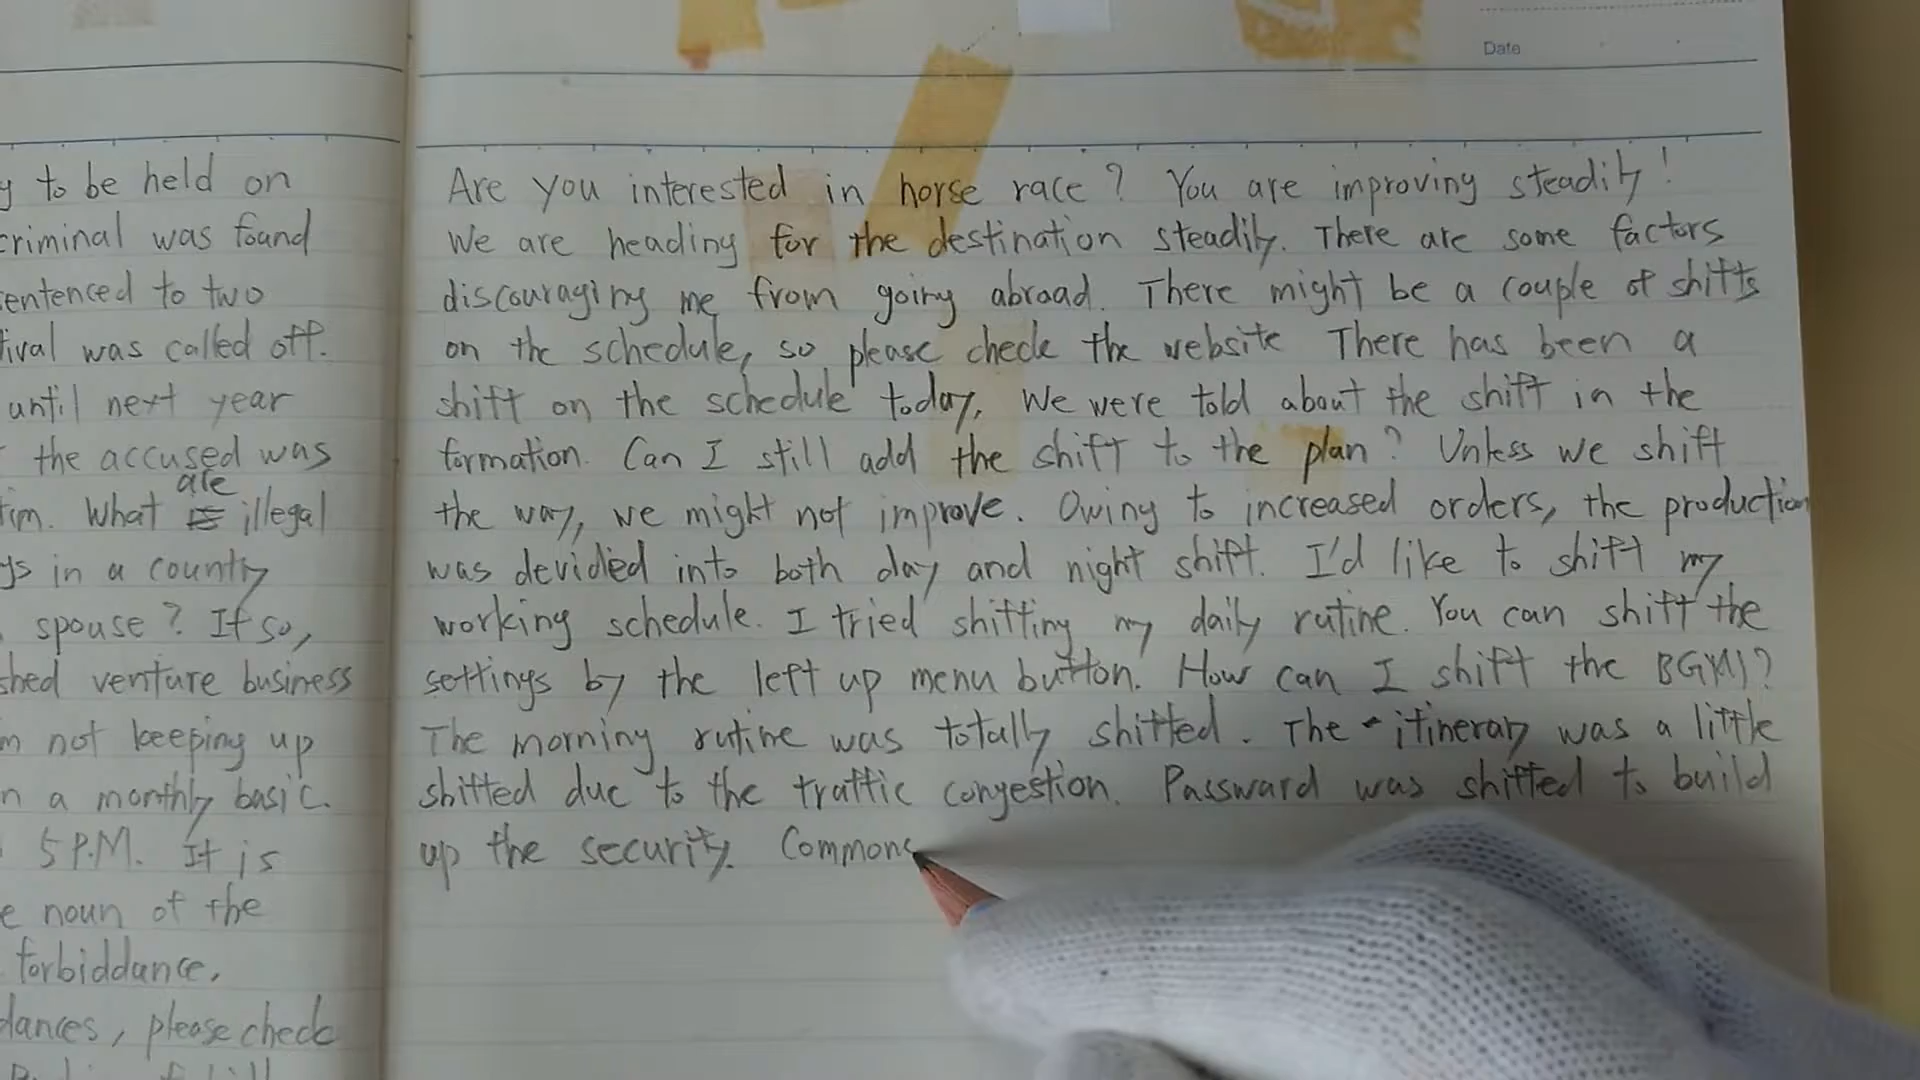 Date
y to be held on
criminal was found
entenced to two
ival was called off.
until next year
the accused was
are
tim. What is illegal
ys in a county
spouse? If so,
shed venture business
m not keeping up
n a monthly basic.
5 P.M. It is
e noun of the
forbiddance,
dances, please check
Are you interested in horse race? You are improving steadily!
We are heading for the destination steadily. There are some factors
discouraging me from going abroad. There might be a couple of shifts
on the schedule, so please check the website There has been a
shift on the schedule today, We were told about the shift in the
formation. Can I still add the shift to the plan? Unless we shift
the way, we might not improve. Owing to increased orders, the production
was devided into both day and night shift. I'd like to shift my
working schedule. I tried shifting my daily rutine. You can shift the
settings by the left up menu button. How can I shift the BGM?
The morning rutine was totally shifted. The itinerary was a little
shifted due to the traffic congestion. Passward was shifted to build
up the security. Commons